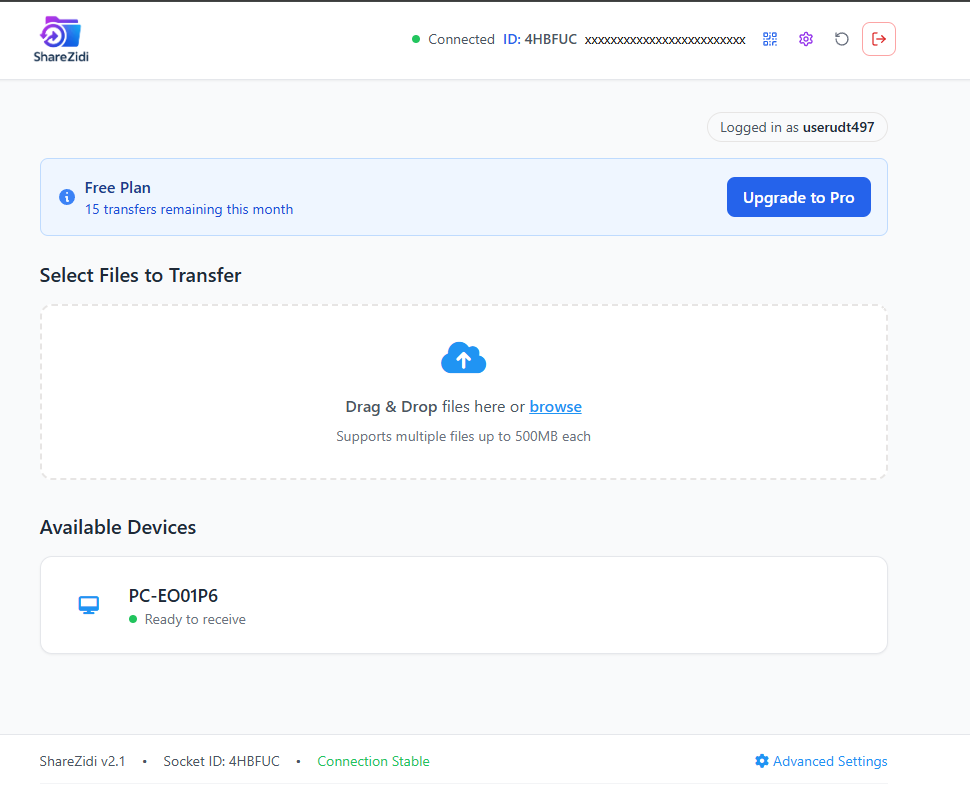 ShareZidi
Connected ID: 4HBFUC xxxxxxxxxxxxxxxxxxxxxxxxx
Logged in as userudt497
Free Plan
15 transfers remaining this month
Upgrade to Pro
Select Files to Transfer
Drag & Drop files here or browse
Supports multiple files up to 500MB each
Available Devices
PC-EO01P6
Ready to receive
ShareZidi v2.1 • Socket ID: 4HBFUC • Connection Stable
Advanced Settings